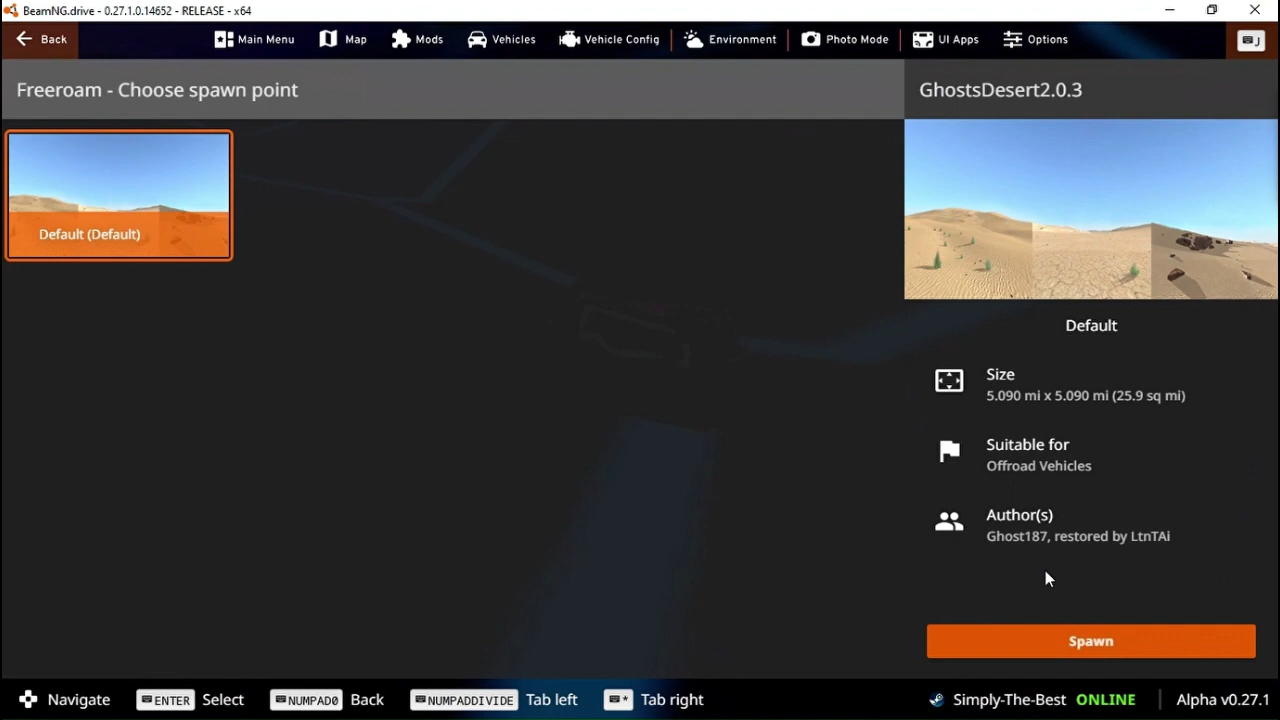 BeamNG.drive - 0.27.1.0.14652 - RELEASE - x64
Back
Main Menu
Map
Mods
Vehicles
Vehicle Config
Environment
Photo Mode
UI Apps
Options
J
Freeroam - Choose spawn point
GhostsDesert2.0.3
Default (Default)
Default
Size
5.090 mi x 5.090 mi (25.9 sq mi)
Suitable for
Offroad Vehicles
Author(s)
Ghost187, restored by LtnTAi
Spawn
Navigate
ENTER Select
NUMPAD0 Back
NUMPADDIVIDE Tab left
* Tab right
Simply-The-Best ONLINE
Alpha v0.27.1